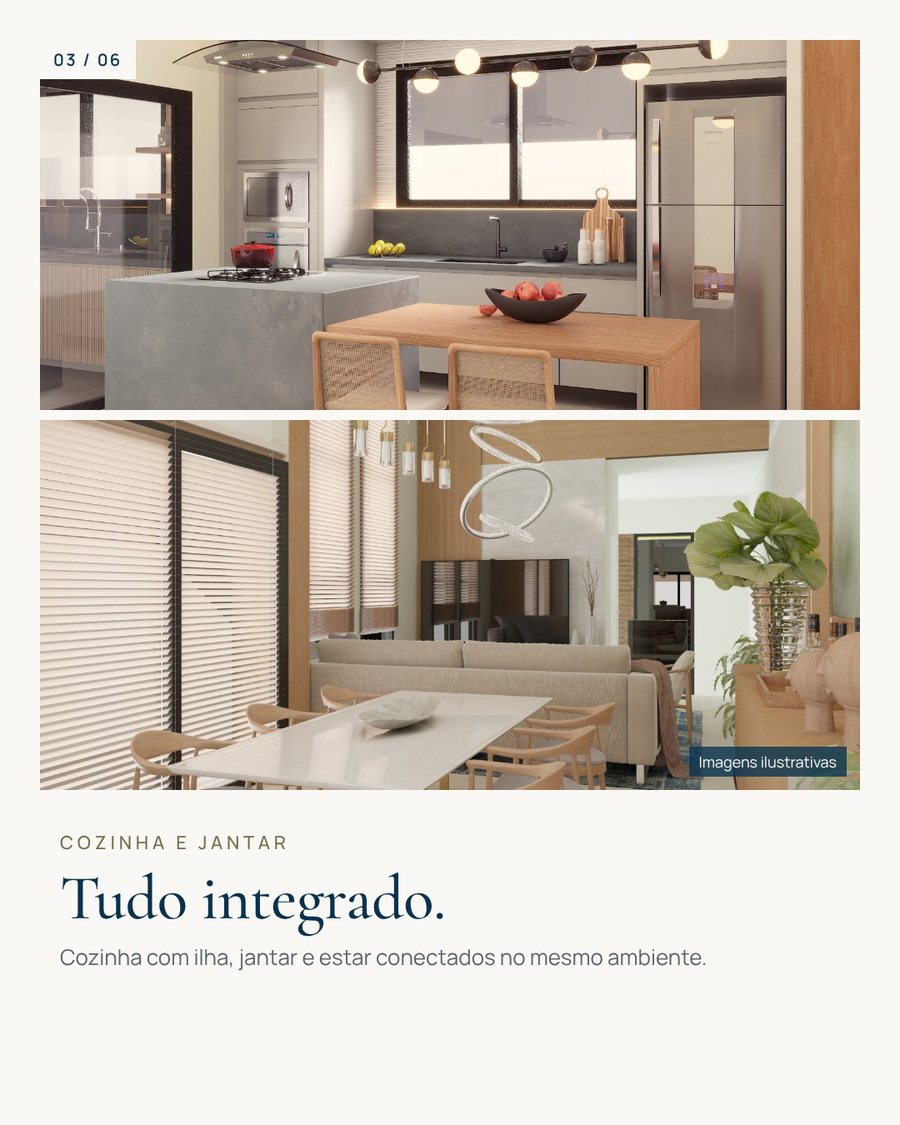 03 / 06
Imagens ilustrativas
COZINHA E JANTAR
Tudo integrado.
Cozinha com ilha, jantar e estar conectados no mesmo ambiente.